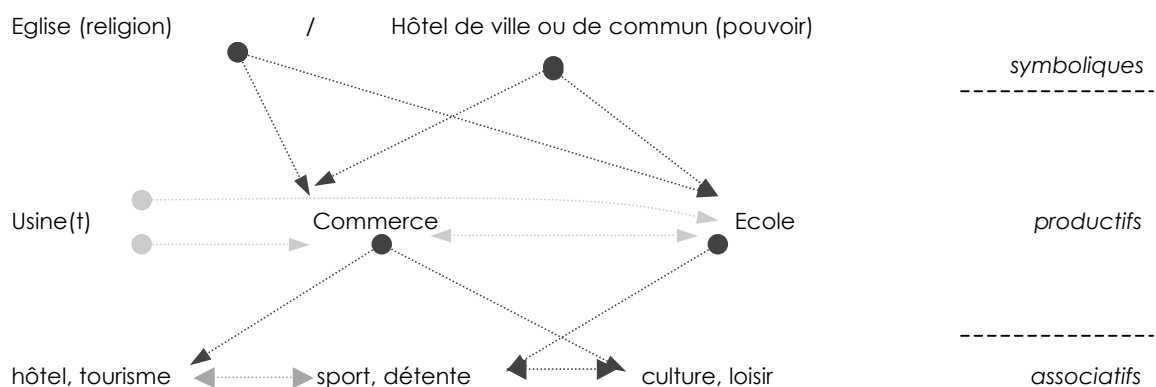 Eglise (religion) / Hôtel de ville ou de commun (pouvoir)
symboliques
Usine(t) Commerce Ecole productifs
hôtel, tourisme sport, détente culture, loisir associatifs